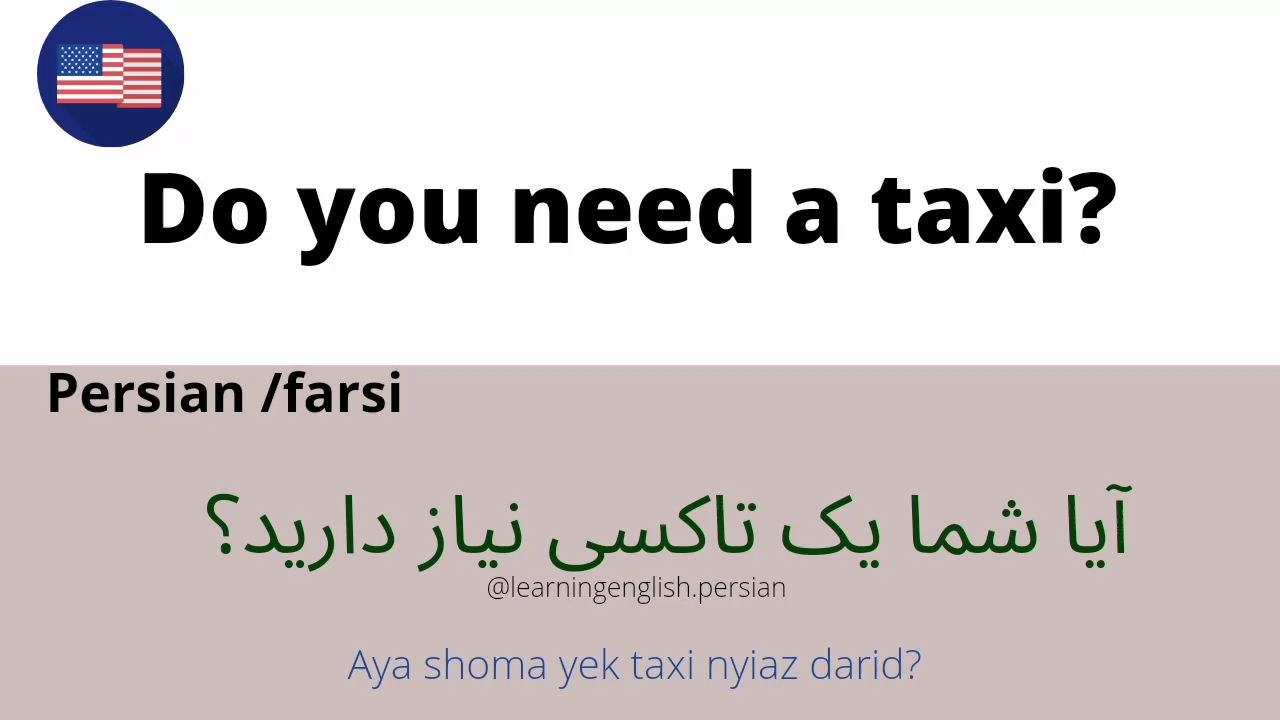 Do you need a taxi?
Persian /farsi
آیا شما یک تاکسی نیاز دارید؟
@learningenglish.persian
Aya shoma yek taxi nyiaz darid?